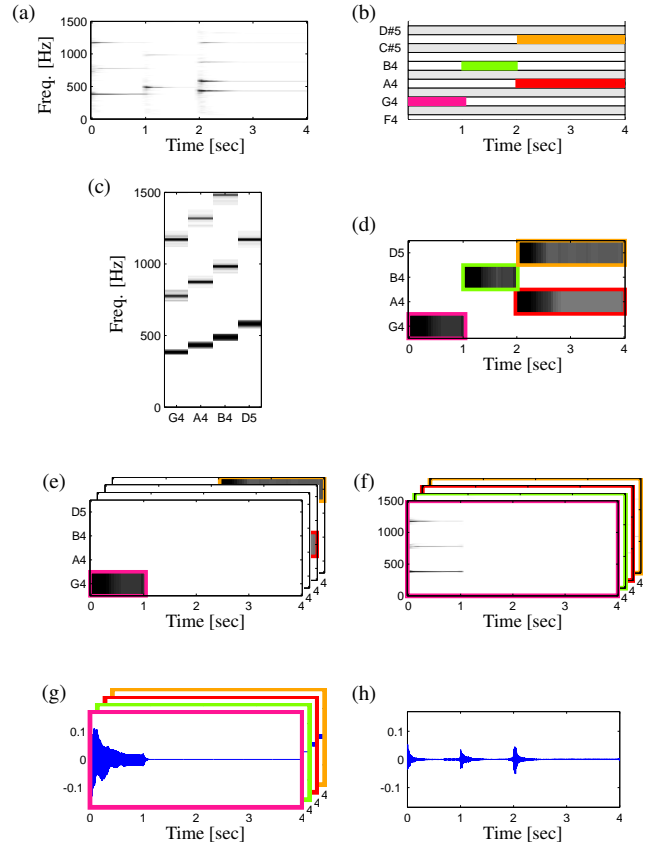 (a)
1500
1000
500
0
Freq. [Hz]
0 1 2 3 4
Time [sec]
(b)
D#5
C#5
B4
A4
G4
F4
1 2 3 4
Time [sec]
(c)
1500
1000
500
0
Freq. [Hz]
G4 A4 B4 D5
(d)
D5
B4
A4
G4
0 1 2 3 4
Time [sec]
(e)
D5
B4
A4
G4
0 1 2 3 4
4
4
4
Time [sec]
(f)
1500
1000
500
0
0 1 2 3 4
4
4
4
Time [sec]
(g)
0.1
0
-0.1
0 1 2 3 4
4
4
4
Time [sec]
(h)
0.1
0
-0.1
0 1 2 3 4
Time [sec]